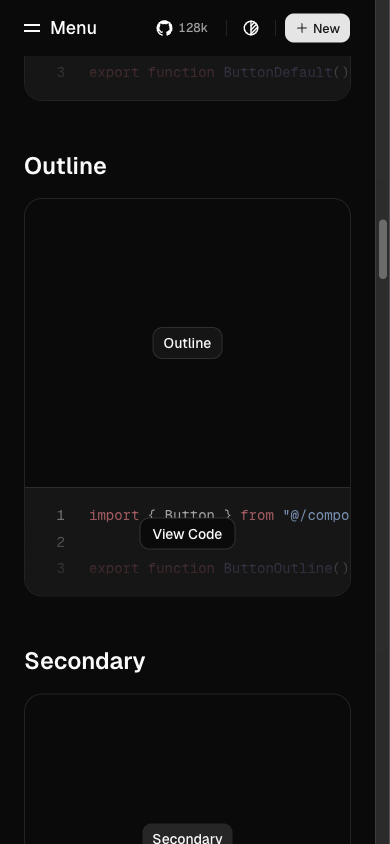 Menu 128k + New
3 export function ButtonDefault()
Outline
Outline
1 import { Button } from "@/compo
View Code
2
3 export function ButtonOutline()
Secondary
Secondary